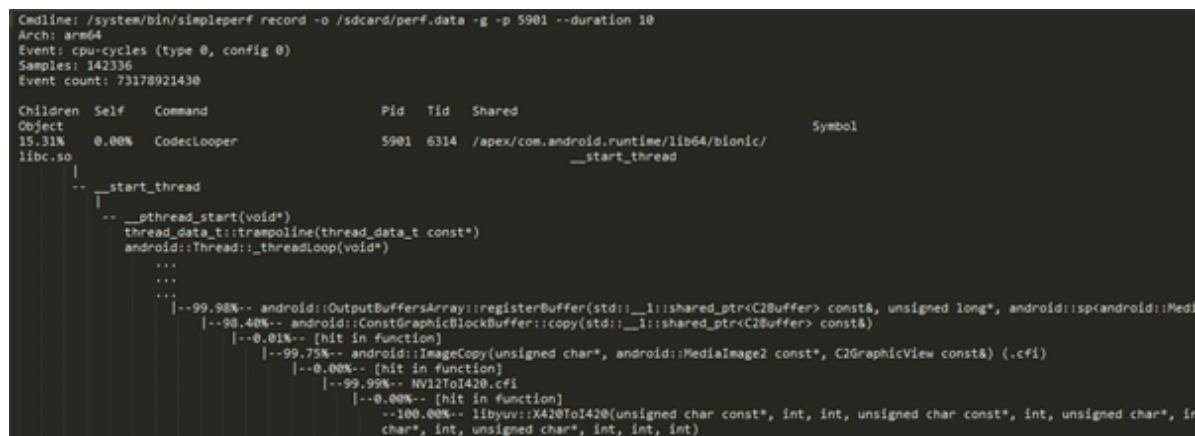 Cmdline: /system/bin/simpleperf record -o /sdcard/perf.data -g -p 5901 --duration 10
Arch: arm64
Event: cpu-cycles (type 0, config 0)
Samples: 142336
Event count: 73178921430
Children Self Command Pid Tid Shared
Object Symbol
15.31% 0.00% CodecLooper 5901 6314 /apex/com.android.runtime/lib64/bionic/
libc.so __start_thread
|
-- __start_thread
|
-- __pthread_start(void*)
thread_data_t::trampoline(thread_data_t const*)
android::Thread::_threadLoop(void*)
...
...
...
|--99.98%-- android::OutputBuffersArray::registerBuffer(std::__1::shared_ptr<C2Buffer> const&, unsigned long*, android::sp<android::Medi
|--98.40%-- android::ConstGraphicBlockBuffer::copy(std::__1::shared_ptr<C2Buffer> const&)
|--0.01%-- [hit in function]
|--99.75%-- android::ImageCopy(unsigned char*, android::MediaImage2 const*, C2GraphicView const&) (.cfi)
|--0.00%-- [hit in function]
|--99.99%-- NV12ToI420.cfi
|--0.00%-- [hit in function]
--100.00%-- libyuv::X420ToI420(unsigned char const*, int, int, unsigned char const*, int, unsigned char*, i
char*, int, unsigned char*, int, int, int)